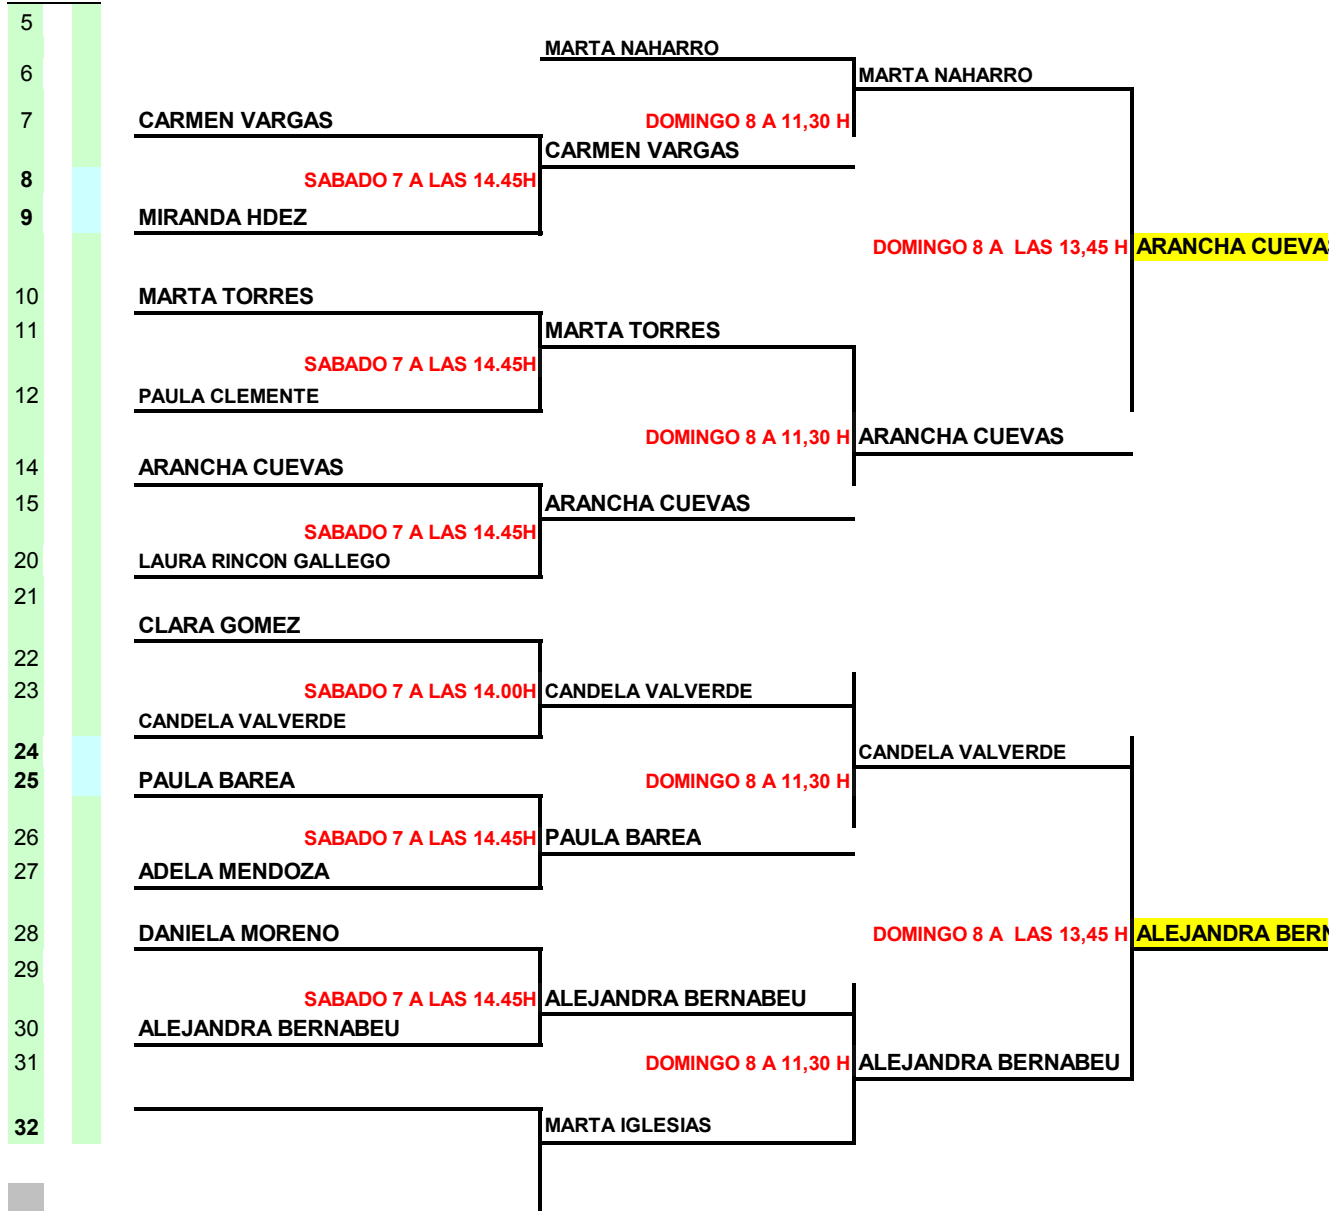 5
MARTA NAHARRO
6 MARTA NAHARRO
7 CARMEN VARGAS DOMINGO 8 A 11,30 H
CARMEN VARGAS
8 SABADO 7 A LAS 14.45H
9 MIRANDA HDEZ
DOMINGO 8 A LAS 13,45 H ARANCHA CUEVAS
10 MARTA TORRES
11 MARTA TORRES
SABADO 7 A LAS 14.45H
12 PAULA CLEMENTE
DOMINGO 8 A 11,30 H ARANCHA CUEVAS
14 ARANCHA CUEVAS
15 ARANCHA CUEVAS
SABADO 7 A LAS 14.45H
20 LAURA RINCON GALLEGO
21
CLARA GOMEZ
22
23 SABADO 7 A LAS 14.00H CANDELA VALVERDE
CANDELA VALVERDE
24 CANDELA VALVERDE
25 PAULA BAREA DOMINGO 8 A 11,30 H
26 SABADO 7 A LAS 14.45H PAULA BAREA
27 ADELA MENDOZA
28 DANIELA MORENO DOMINGO 8 A LAS 13,45 H ALEJANDRA BERN
29
SABADO 7 A LAS 14.45H ALEJANDRA BERNABEU
30 ALEJANDRA BERNABEU
31 DOMINGO 8 A 11,30 H ALEJANDRA BERNABEU
32 MARTA IGLESIAS